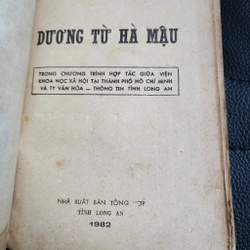 DƯƠNG TỪ HÀ MẬU
TRONG CHƯƠNG TRÌNH HỢP TÁC GIỮA VIỆN
KHOA HỌC XÃ HỘI TẠI THÀNH PHỐ HỒ CHÍ MINH
VÀ TY VĂN HÓA — THÔNG TIN TỈNH LONG AN
NHÀ XUẤT BẢN TỔNG
TỈNH LONG AN
1982